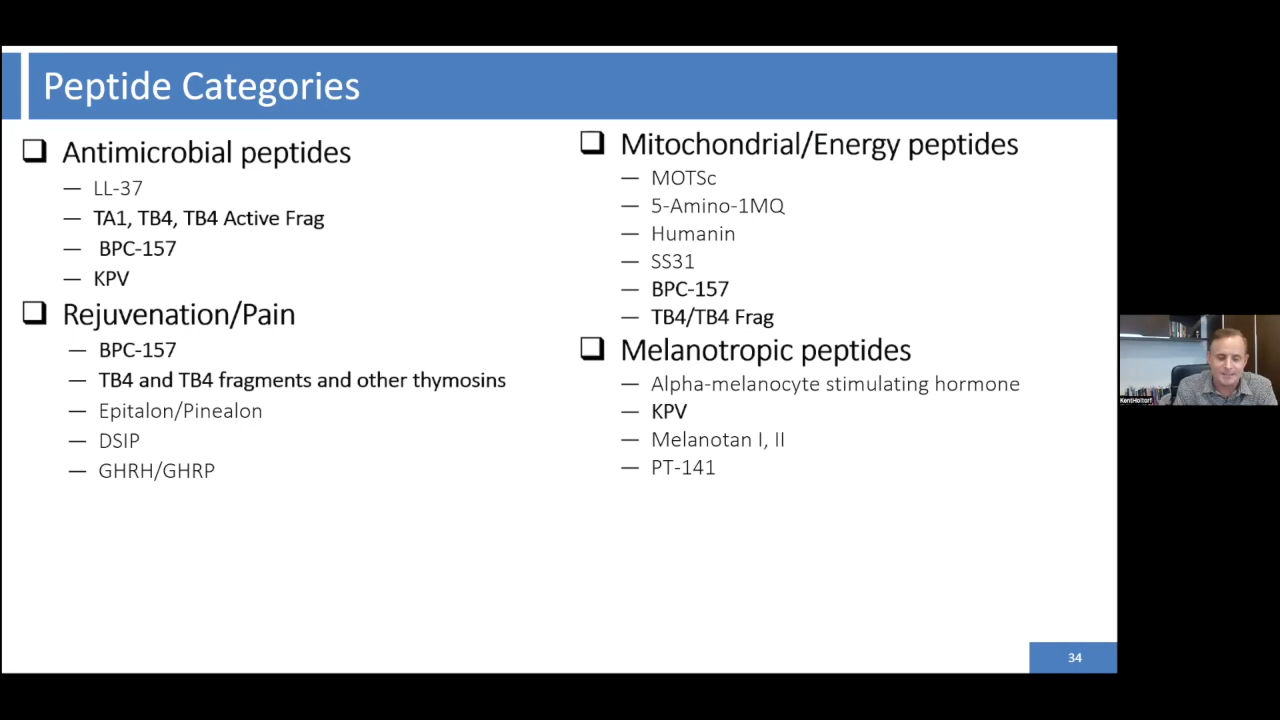 Peptide Categories
❑ Antimicrobial peptides
— LL-37
— TA1, TB4, TB4 Active Frag
— BPC-157
— KPV
❑ Rejuvenation/Pain
— BPC-157
— TB4 and TB4 fragments and other thymosins
— Epitalon/Pinealon
— DSIP
— GHRH/GHRP
❑ Mitochondrial/Energy peptides
— MOTSc
— 5-Amino-1MQ
— Humanin
— SS31
— BPC-157
— TB4/TB4 Frag
❑ Melanotropic peptides
— Alpha-melanocyte stimulating hormone
— KPV
— Melanotan I, II
— PT-141
34
KentHoltorf